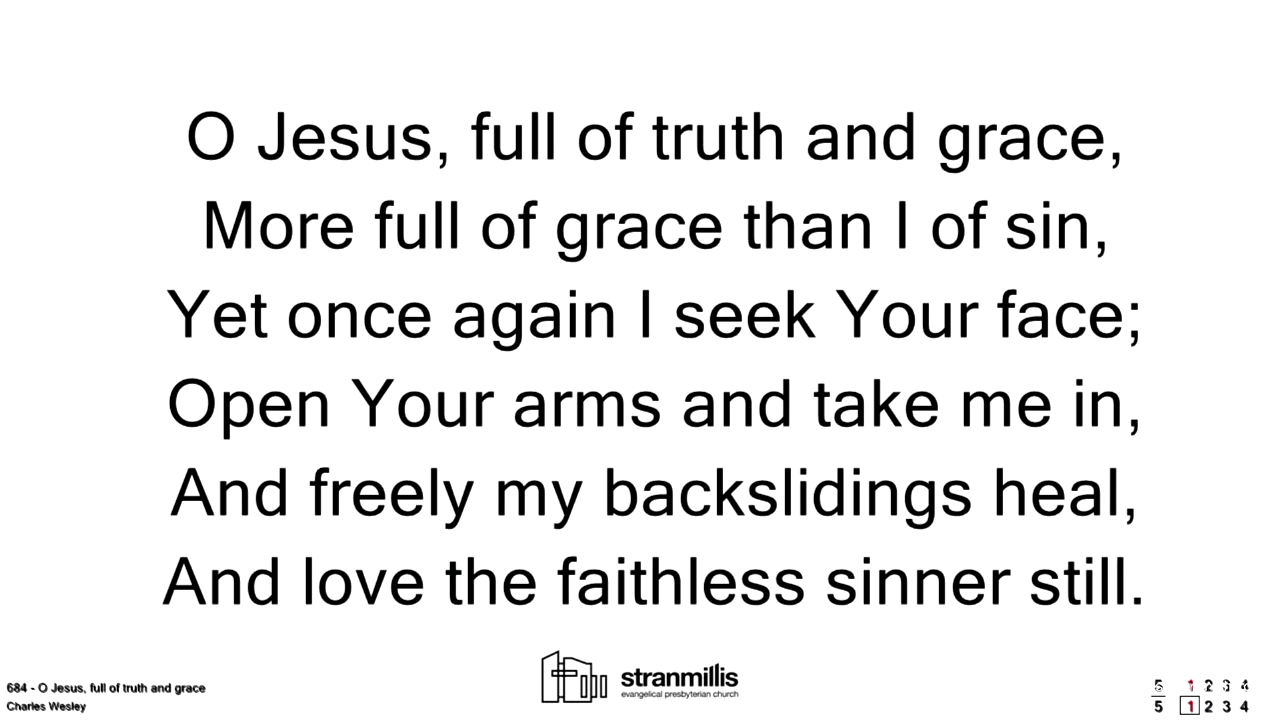 O Jesus, full of truth and grace,
More full of grace than I of sin,
Yet once again I seek Your face;
Open Your arms and take me in,
And freely my backslidings heal,
And love the faithless sinner still.
stranmillis
evangelical presbyterian church
684 - O Jesus, full of truth and grace
Charles Wesley
5 1 2 3 4
5 1 2 3 4